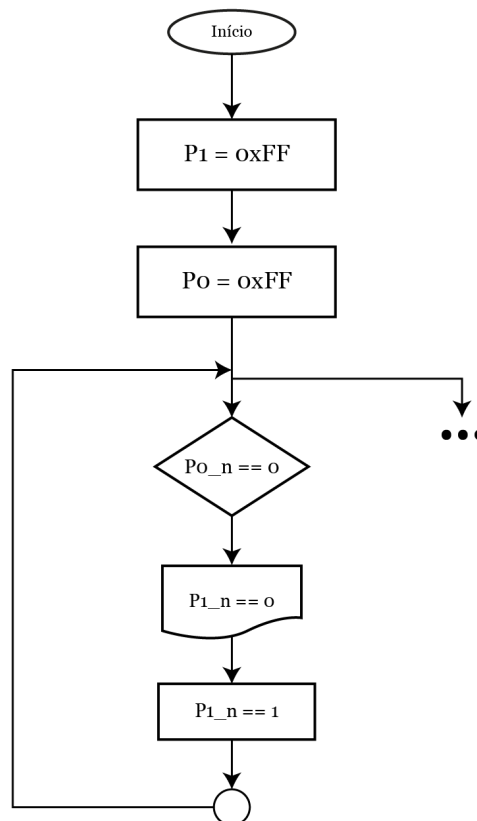 Início
P1 = 0xFF
P0 = 0xFF
P0_n == 0
P1_n == 0
P1_n == 1